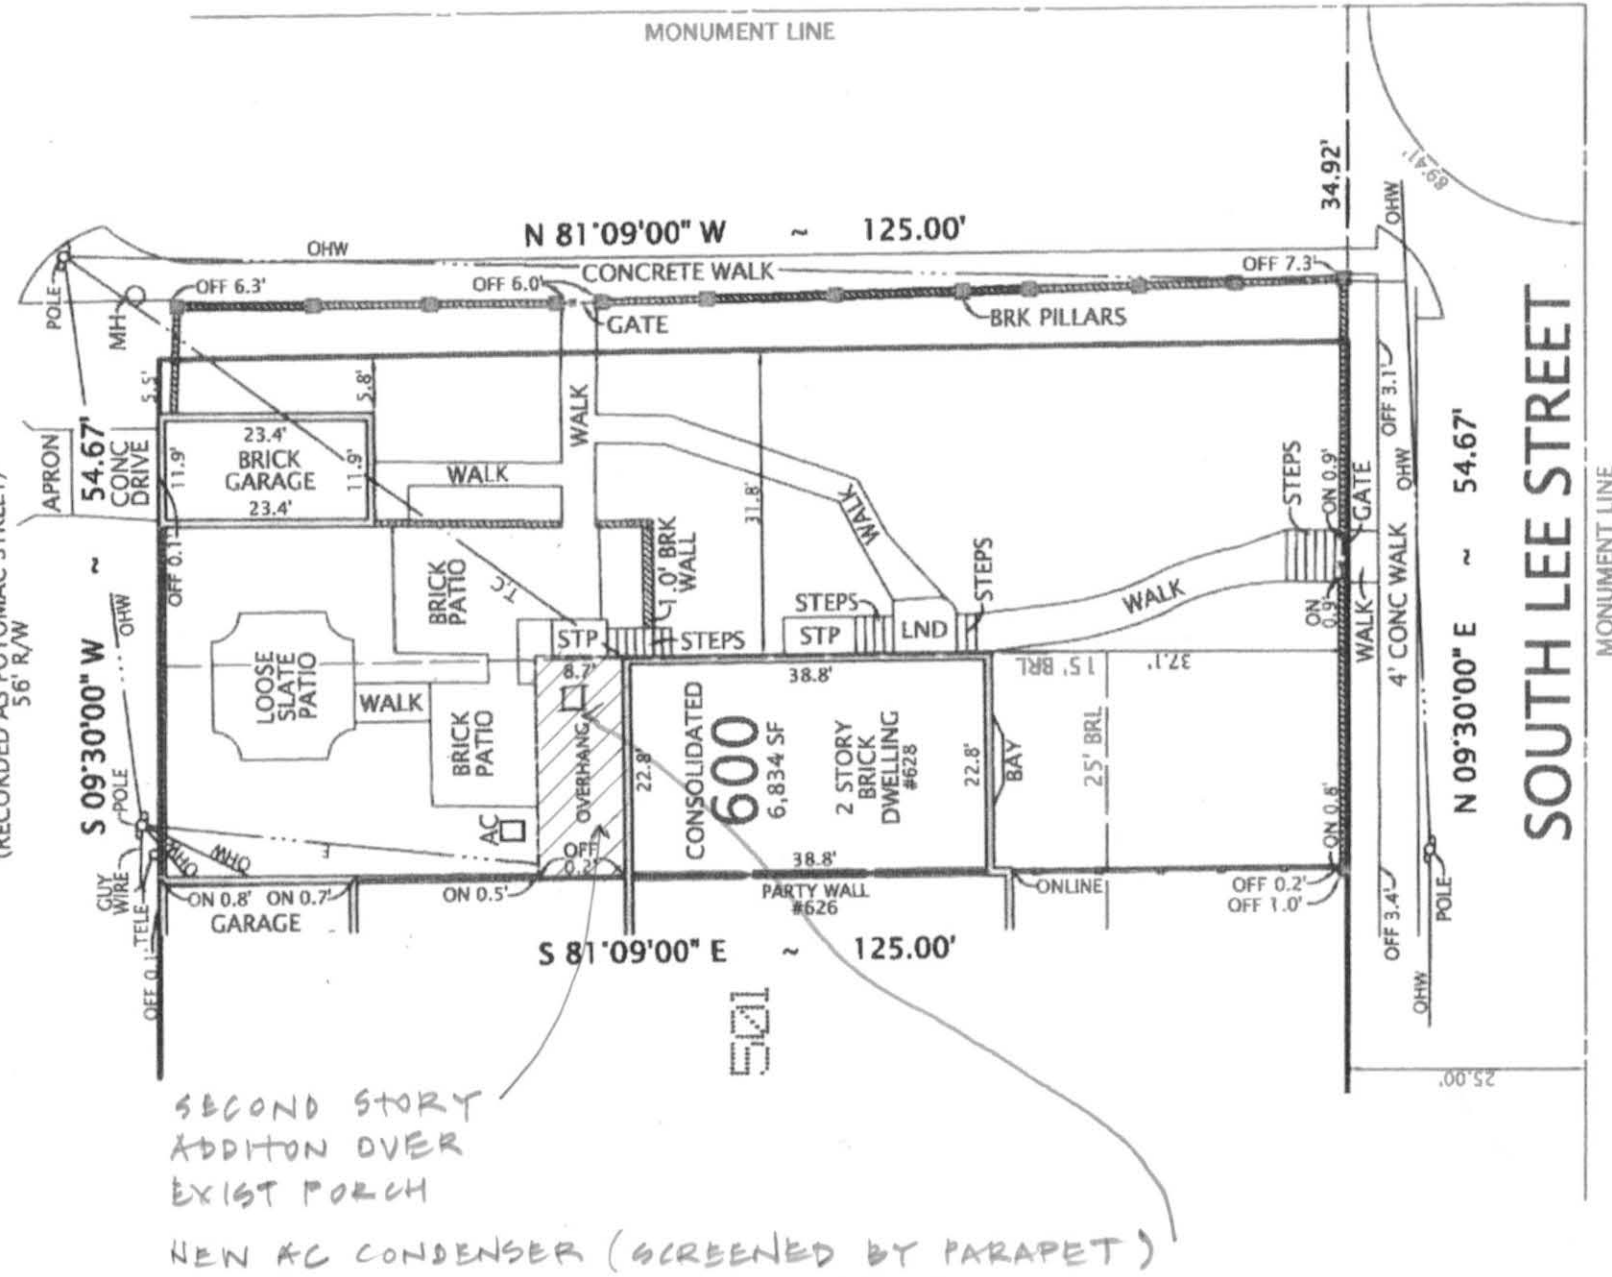 MONUMENT LINE
34.92'
89.41'
OHW
N 81°09'00" W ~ 125.00'
OHW
CONCRETE WALK
OFF 7.3'
POLE
MH
OFF 6.3'
OFF 6.0'
GATE
BRK PILLARS
5.5'
5.8'
WALK
31.8'
OFF 3.1'
OHW
54.67'
SOUTH LEE STREET
MONUMENT LINE
APRON
54.67'
CONC
DRIVE
11.9'
23.4'
BRICK
GARAGE
23.4'
11.9'
WALK
WALK
STEPS
ON 0.9'
GATE
(RECORDED AS POTOMAC STREET)
56' R/W
~
OFF 0.1'
BRICK
PATIO
T.C
1.0' BRK
WALL
STEPS
STP
STEPS
STEPS
STP
LND
WALK
ON
0.9'
WALK
4' CONC WALK
~
OHW
S 09°30'00" W
LOOSE
SLATE
PATIO
WALK
BRICK
PATIO
8.7'
OVERHANG
22.8'
38.8'
CONSOLIDATED
600
6,834 SF
2 STORY
BRICK
DWELLING
#628
22.8'
BAY
15' BRL
37.1'
25' BRL
N 09°30'00" E
POLE
AC
OFF
0.2'
38.8'
ON 0.8'
OHW
OHW
E
GUY
WIRE
TELE
ON 0.8' ON 0.7'
GARAGE
ON 0.5'
PARTY WALL
#626
ONLINE
OFF 0.2'
OFF 1.0'
OFF 3.4'
POLE
OFF 0.1'
S 81°09'00" E ~ 125.00'
OHW
501
25.00'
SECOND STORY
ADDITON OVER
EXIST PORCH
NEW AC CONDENSER (SCREENED BY PARAPET)